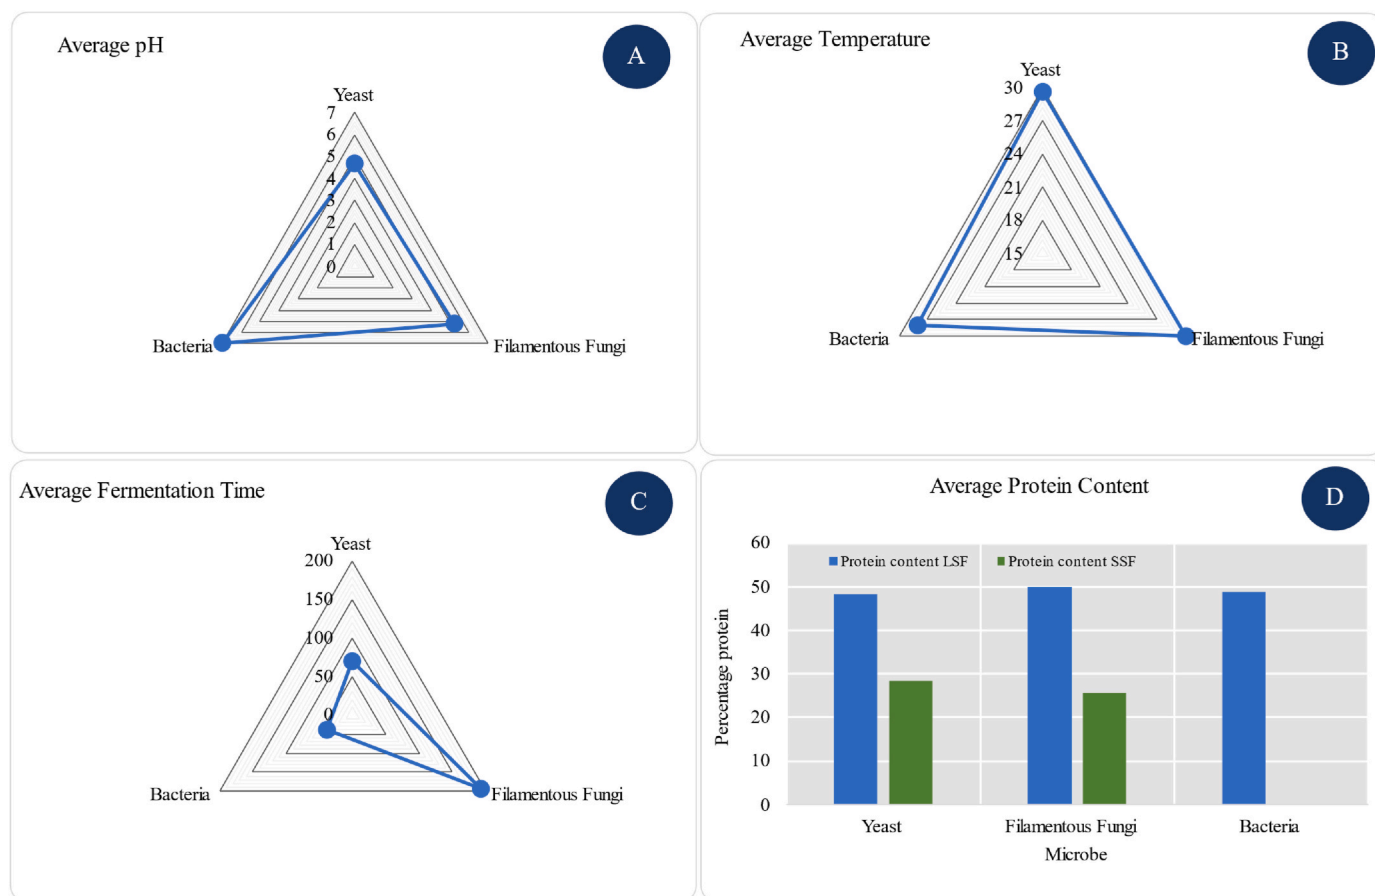 Average pH
A
Yeast
7
6
5
4
3
2
1
0
Bacteria
Filamentous Fungi
Average Temperature
B
Yeast
30
27
24
21
18
15
Bacteria
Filamentous Fungi
Average Fermentation Time
C
Yeast
200
150
100
50
0
Bacteria
Filamentous Fungi
Average Protein Content
D
Protein content LSF
Protein content SSF
Percentage protein
60
50
40
30
20
10
0
Yeast
Filamentous Fungi
Bacteria
Microbe